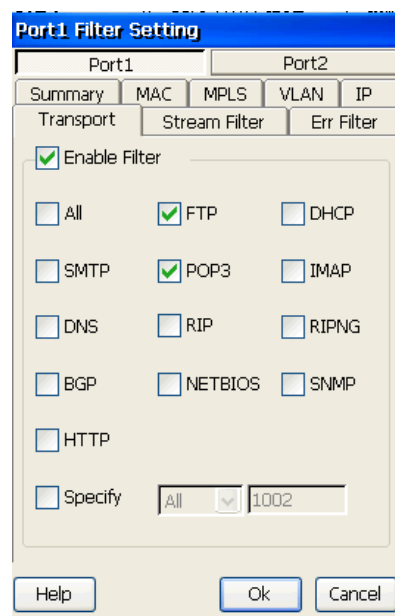 Port1 Filter Setting
Port1 Port2
Summary MAC MPLS VLAN IP
Transport Stream Filter Err Filter
Enable Filter
All FTP DHCP
SMTP POP3 IMAP
DNS RIP RIPNG
BGP NETBIOS SNMP
HTTP
Specify All 1002
Help Ok Cancel